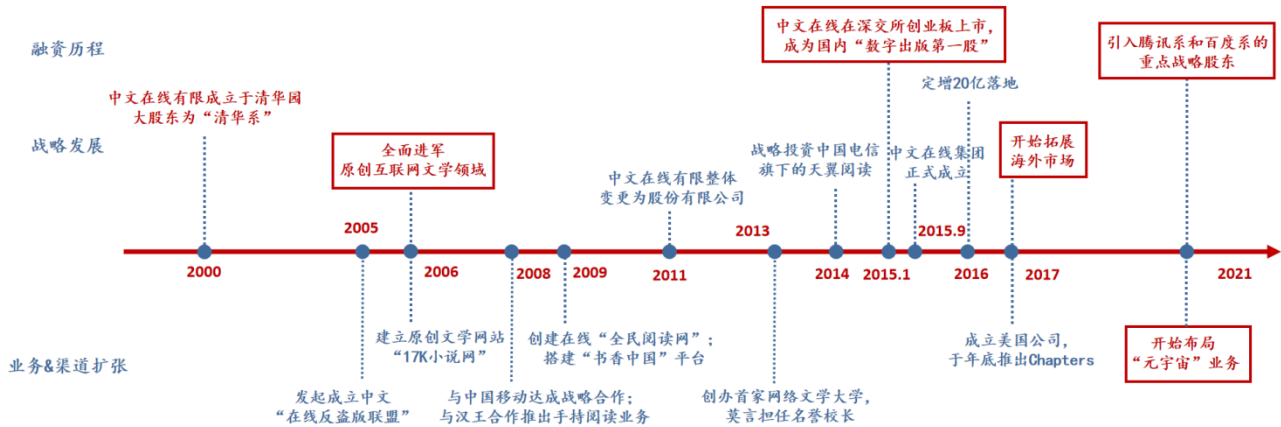 融资历程
中文在线在深交所创业板上市，
成为国内“数字出版第一股”
引入腾讯系和百度系的
重点战略股东
定增20亿落地
中文在线有限成立于清华园
大股东为“清华系”
战略发展
全面进军
原创互联网文学领域
中文在线有限整体
变更为股份有限公司
战略投资中国电信
旗下的天翼阅读
中文在线集团
正式成立
开始拓展
海外市场
2005
2013
2015.9
2000
2006
2008
2009
2011
2014
2015.1
2016
2017
2021
业务&渠道扩张
建立原创文学网站
“17K小说网”
创建在线“全民阅读网”；
搭建“书香中国”平台
成立美国公司，
于年底推出Chapters
开始布局
“元宇宙”业务
发起成立中文
“在线反盗版联盟”
与中国移动达成战略合作；
与汉王合作推出手持阅读业务
创办首家网络文学大学，
莫言担任名誉校长